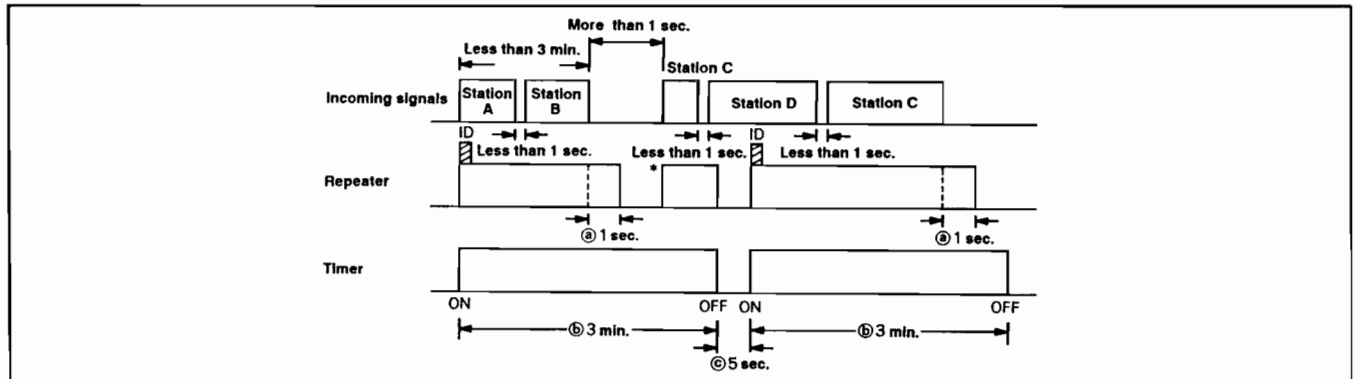 More than 1 sec.
Less than 3 min.
Station C
Incoming signals
Station A
Station B
Station D
Station C
ID
ID
Less than 1 sec.
Less than 1 sec.
Less than 1 sec.
*
Repeater
ⓐ 1 sec.
ⓐ 1 sec.
Timer
ON
OFF
ON
OFF
ⓑ 3 min.
ⓑ 3 min.
ⓒ 5 sec.